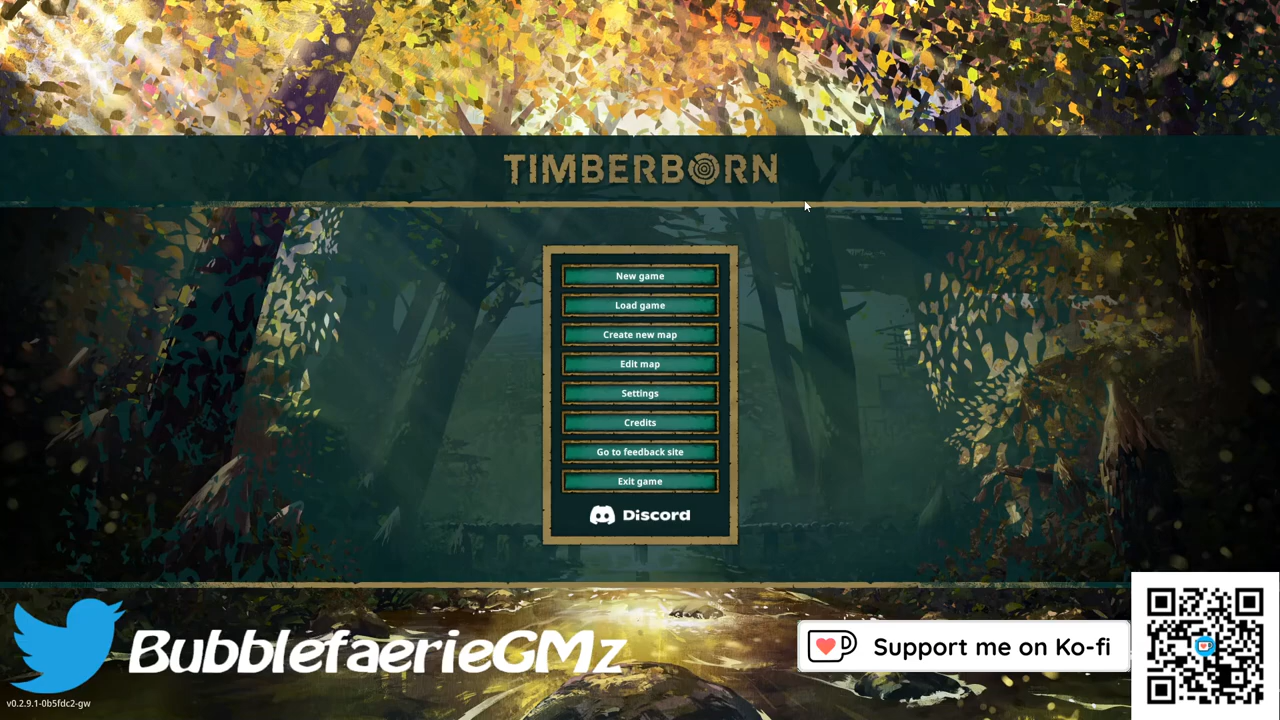 TIMBERBORN
New game
Load game
Create new map
Edit map
Settings
Credits
Go to feedback site
Exit game
Discord
BubblefaerieGMz
Support me on Ko-fi
v0.2.9.1-0b5fdc2-gw